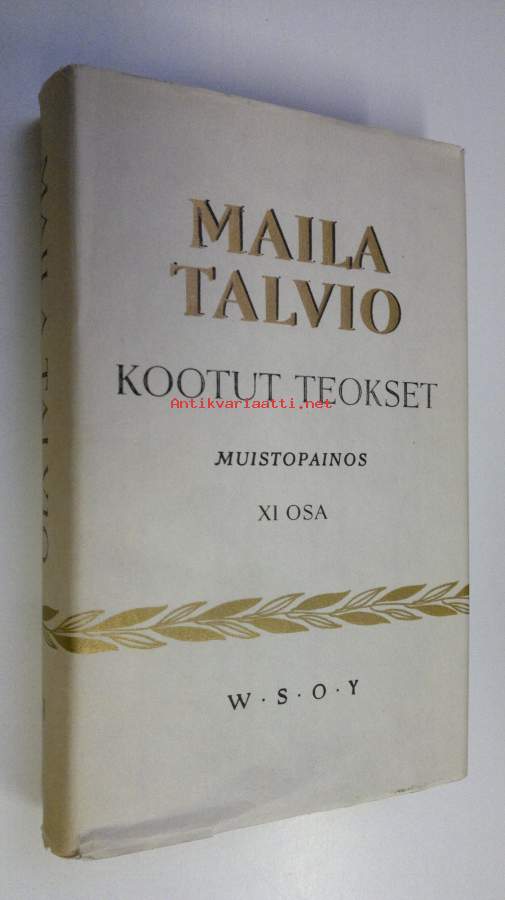 MAILA TALVIO
MAILA
TALVIO
KOOTUT TEOKSET
Antikvariaatti.net
MUISTOPAINOS
XI OSA
W·S·O·Y